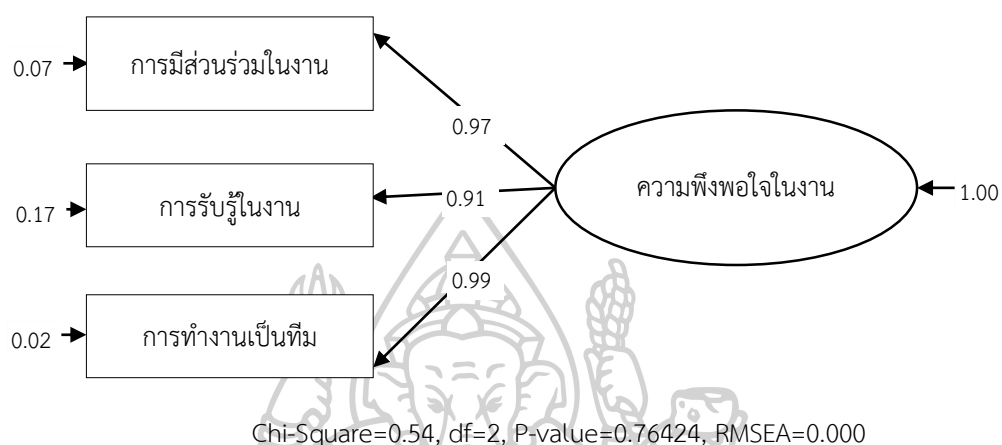 0.07
การมีส่วนร่วมในงาน
0.97
0.17
การรับรู้ในงาน
0.91
ความพึงพอใจในงาน
1.00
0.99
0.02
การทำงานเป็นทีม
Chi-Square=0.54, df=2, P-value=0.76424, RMSEA=0.000